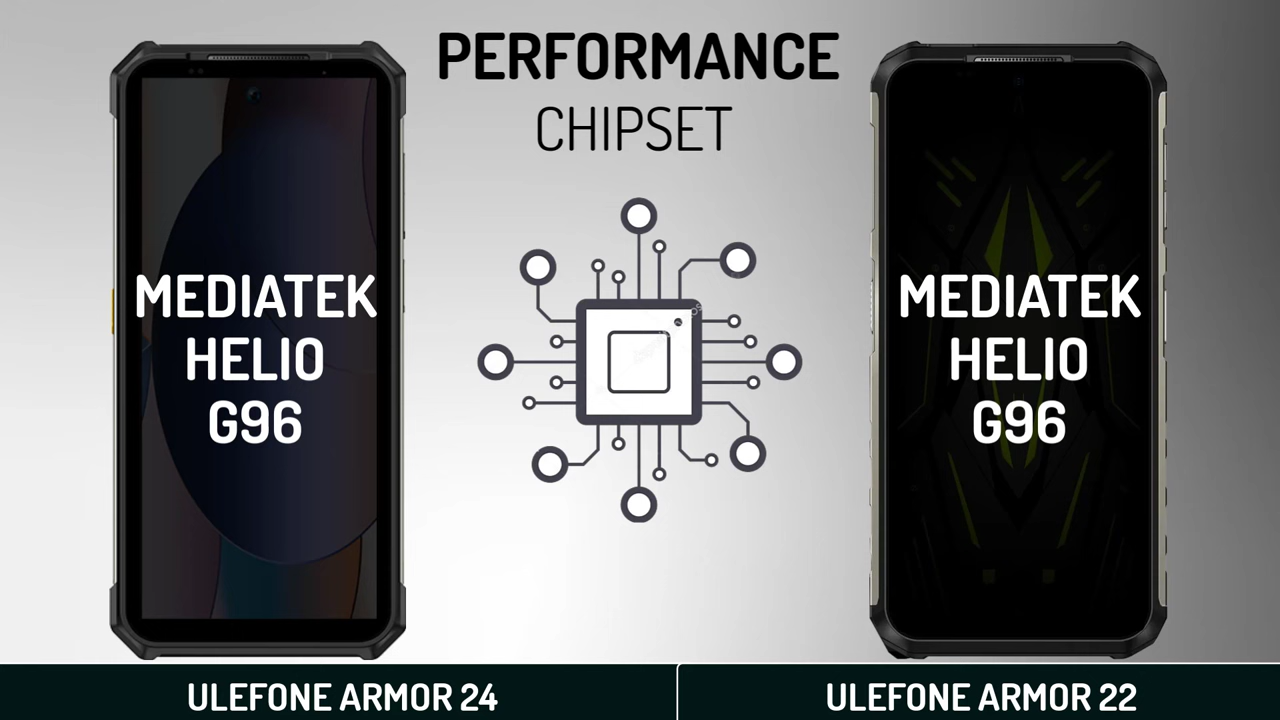 PERFORMANCE
CHIPSET
MEDIATEK
HELIO
G96
MEDIATEK
HELIO
G96
ULEFONE ARMOR 24
ULEFONE ARMOR 22